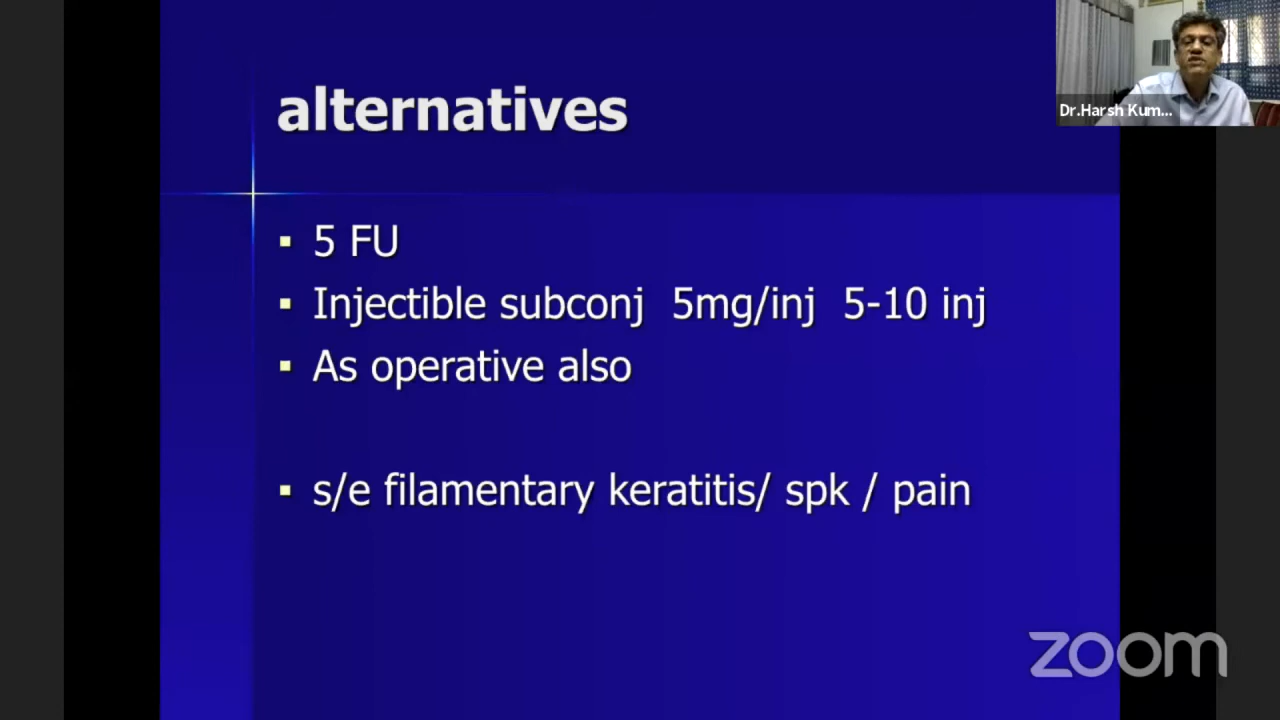 alternatives
Dr.Harsh Kum...
5 FU
Injectible subconj 5mg/inj 5-10 inj
As operative also
s/e filamentary keratitis/ spk / pain
zoom